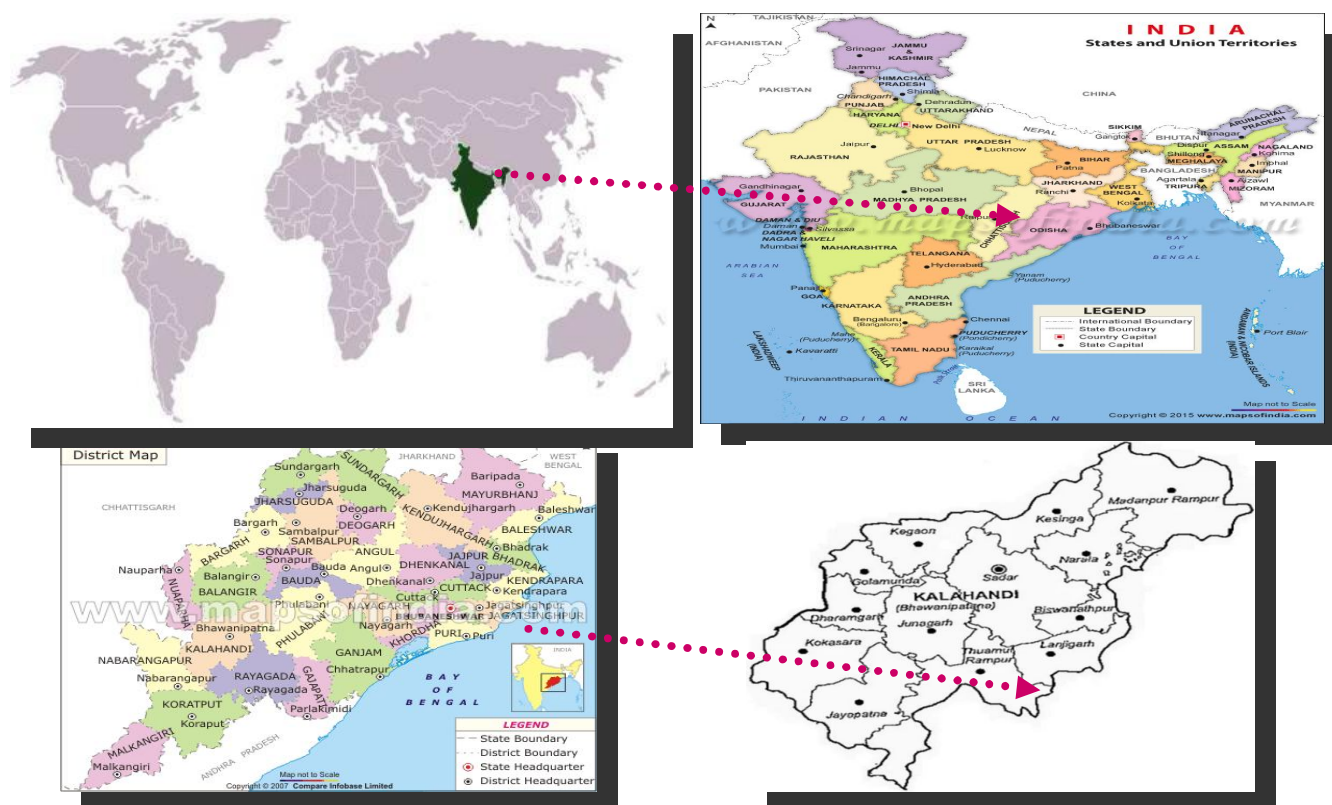 N
TAJIKISTAN
INDIA
States and Union Territories
AFGHANISTAN
Srinagar
JAMMU
&
KASHMIR
Jammu
HIMACHAL
PRADESH
PAKISTAN
Chandigarh
Shimla
CHINA
PUNJAB
Dehradun
UTTARAKHAND
HARYANA
DELHI
New Delhi
NEPAL
SIKKIM
Gangtok
BHUTAN
Itanagar
ARUNACHAL
PRADESH
Jaipur
UTTAR PRADESH
Lucknow
Dispur
ASSAM
NAGALAND
Kohima
RAJASTHAN
BIHAR
Patna
Shillong
MEGHALAYA
Imphal
BANGLADESH
MANIPUR
Gandhinagar
Bhopal
JHARKHAND
Ranchi
WEST
BENGAL
Agartala
TRIPURA
Aizawl
MIZORAM
MADHYA PRADESH
Kolkata
GUJARAT
MYANMAR
DAMAN & DIU
Daman
Silvassa
DADRA &
NAGAR HAVELI
Mumbai
ODISHA
Bhubaneswar
MAHARASHTRA
BAY
OF
BENGAL
TELANGANA
Hyderabad
ARABIAN
SEA
Yanam
(Puducherry)
Panaji
GOA
ANDHRA
PRADESH
KARNATAKA
LEGEND
International Boundary
State Boundary
Country Capital
State Capital
Bengaluru
(Bangalore)
Chennai
Mahe
(Puducherry)
PUDUCHERRY
(Pondicherry)
Karaikal
(Puducherry)
ANDAMAN & NICOBAR ISLANDS
(INDIA)
Port Blair
LAKSHADWEEP
(INDIA)
Kavaratti
KERALA
TAMIL NADU
Thiruvananthapuram
SRI
LANKA
Map not to Scale
INDIAN OCEAN
Copyright © 2015 www.mapsofindia.com
District Map
JHARKHAND
WEST
BENGAL
Sundargarh
SUNDARGARH
Baripada
MAYURBHANJ
CHHATTISGARH
Jharsuguda
JHARSUGUDA
Deogarh
DEOGARH
Kendujhargarh
KENDUJHARGARH
Baleshwar
BALESHWAR
Bargarh
BARGARH
Sambalpur
SAMBALPUR
SONAPUR
Sonapur
ANGUL
Angul
Bhadrak
BHADRAK
JAJPUR
Jajpur
Nauparha
NUAPARHA
Bauda
BAUDA
DHENKANAL
Dhenkanal
KENDRAPARA
Kendrapara
Balangir
BALANGIR
CUTTACK
Cuttack
www.mapsofindia.com
Phulabani
PHULABANI
NAYAGARH
Nayagarh
BHUBANESHWAR
Jagatsinghpur
JAGATSINGHPUR
KHORDHA
PURI
Puri
Bhawanipatna
KALAHANDI
GANJAM
Chhatrapur
NABARANGAPUR
Nabarangapur
RAYAGADA
Rayagada
GAJAPATI
Parlakimidi
BAY
OF
BENGAL
INDIA
KORATPUT
Koraput
MALKANGIRI
Malkangiri
ANDHRA PRADESH
LEGEND
State Boundary
District Boundary
State Headquarter
District Headquarter
Map not to Scale
Copyright © 2007 Compare Infobase Limited
Madanpur Rampur
Kesinga
Kegaon
Narala
Golamunda
Sadar
KALAHANDI
(Bhawanipatna)
Dharamgarh
Junagarh
Biswanathpur
Kokasara
Lanjigarh
Thuamul
Rampur
Jayopatna